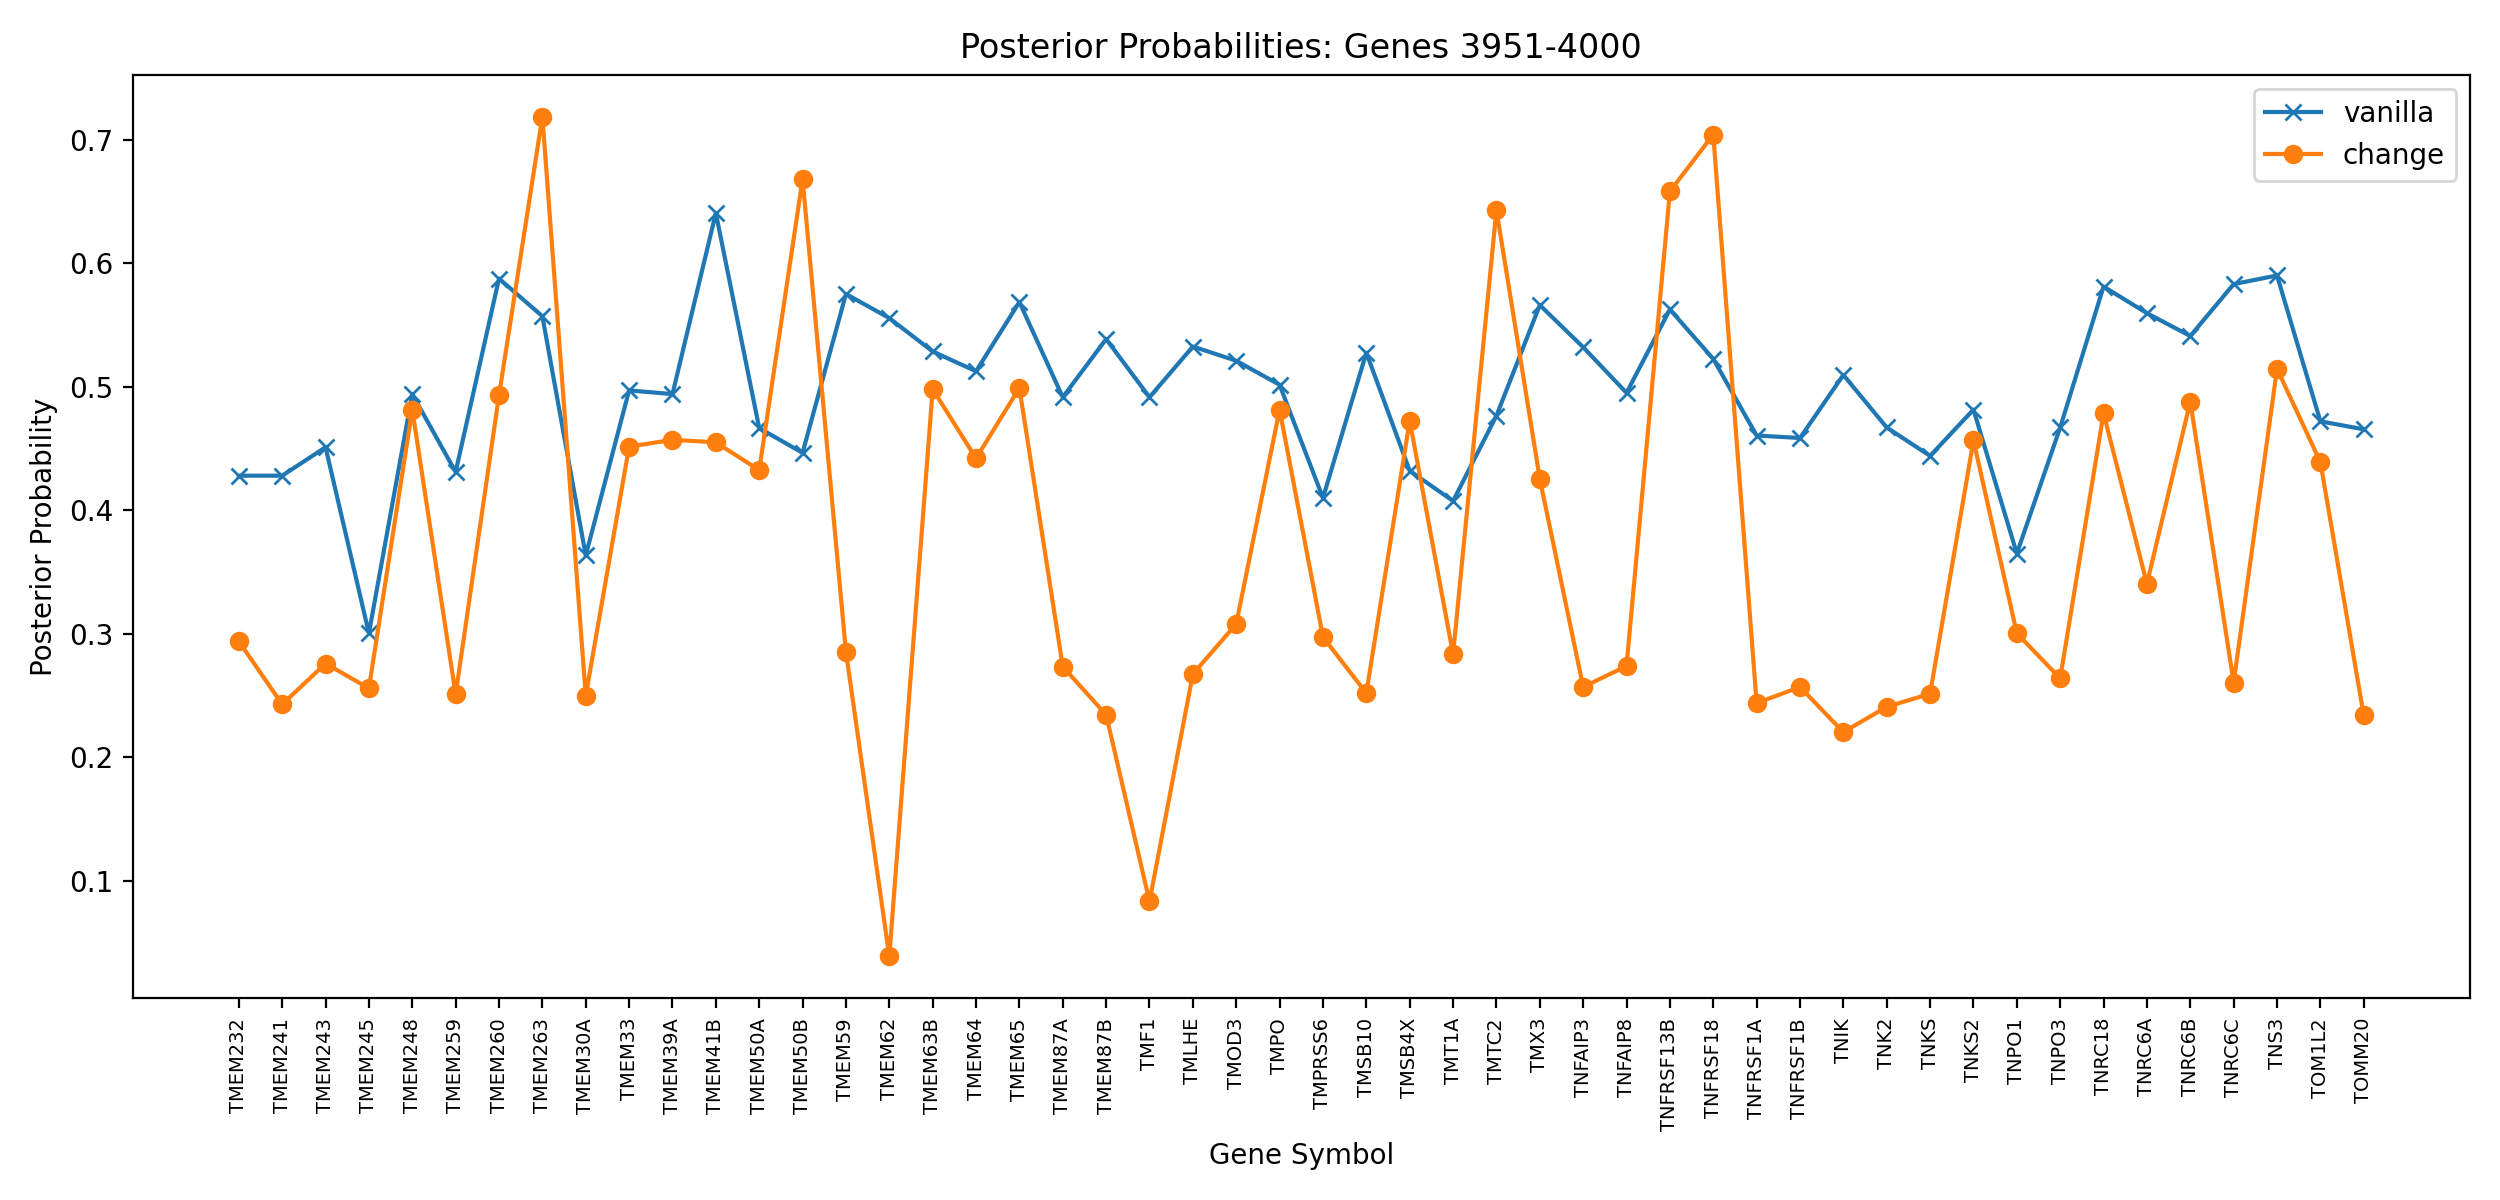 Posterior Probabilities: Genes 3951-4000
vanilla
change
Posterior Probability
0.7
0.6
0.5
0.4
0.3
0.2
0.1
TMEM232
TMEM241
TMEM243
TMEM245
TMEM248
TMEM259
TMEM260
TMEM263
TMEM30A
TMEM33
TMEM39A
TMEM41B
TMEM50A
TMEM50B
TMEM59
TMEM62
TMEM63B
TMEM64
TMEM65
TMEM87A
TMEM87B
TMF1
TMLHE
TMOD3
TMPO
TMPRSS6
TMSB10
TMSB4X
TMT1A
TMTC2
TMX3
TNFAIP3
TNFAIP8
TNFRSF13B
TNFRSF18
TNFRSF1A
TNFRSF1B
TNIK
TNK2
TNKS
TNKS2
TNPO1
TNPO3
TNRC18
TNRC6A
TNRC6B
TNRC6C
TNS3
TOM1L2
TOMM20
Gene Symbol